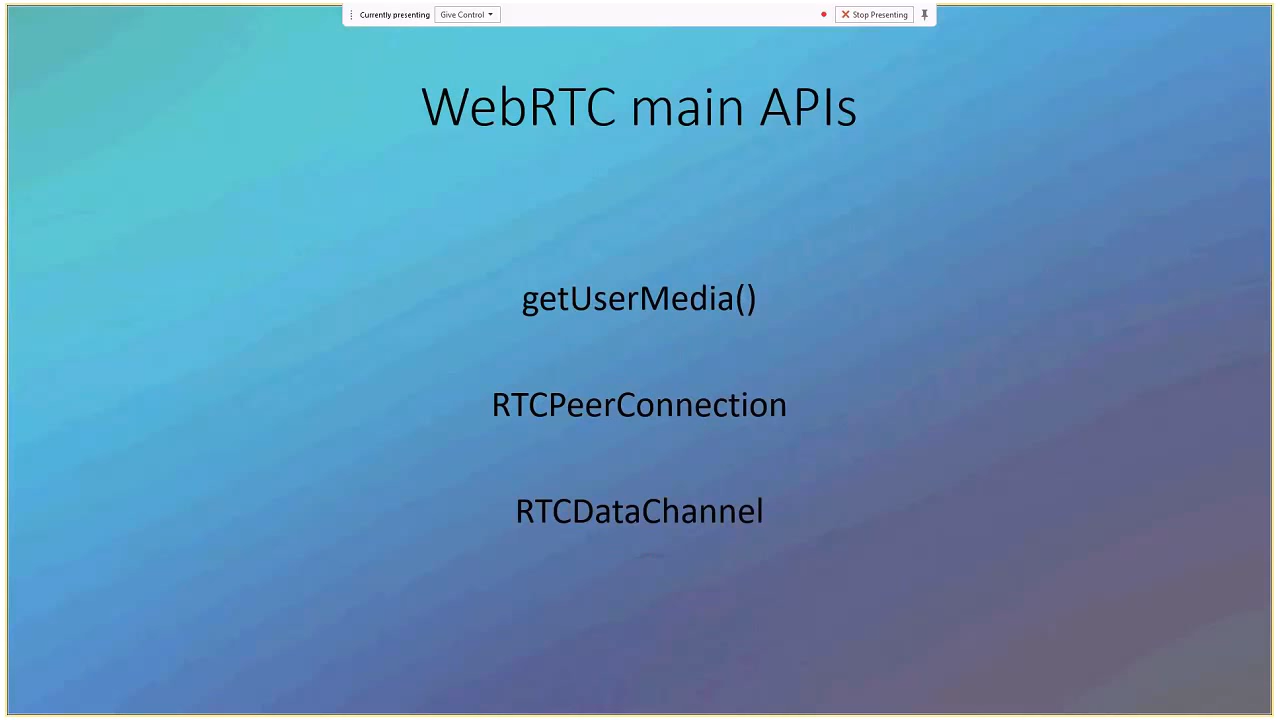 Currently presenting Give Control Stop Presenting
WebRTC main APIs
getUserMedia()
RTCPeerConnection
RTCDataChannel